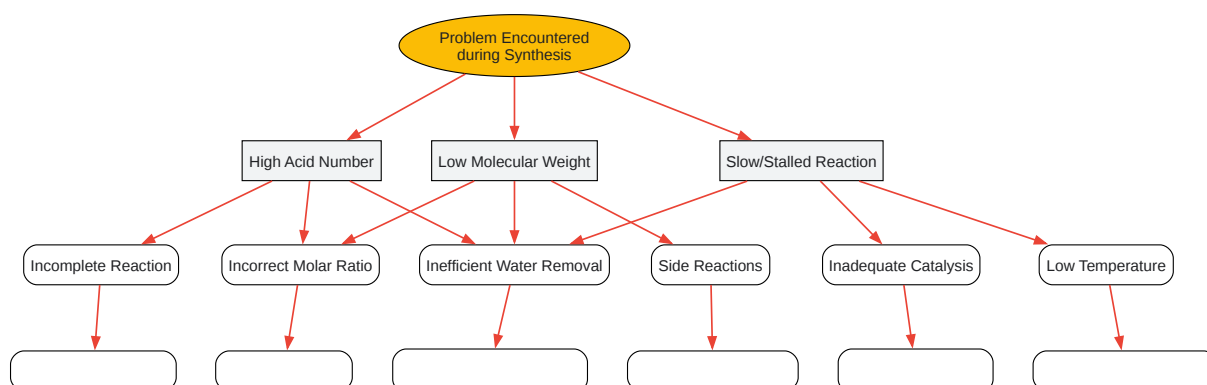 Problem Encountered
during Synthesis
High Acid Number
Low Molecular Weight
Slow/Stalled Reaction
Incomplete Reaction
Incorrect Molar Ratio
Inefficient Water Removal
Side Reactions
Inadequate Catalysis
Low Temperature